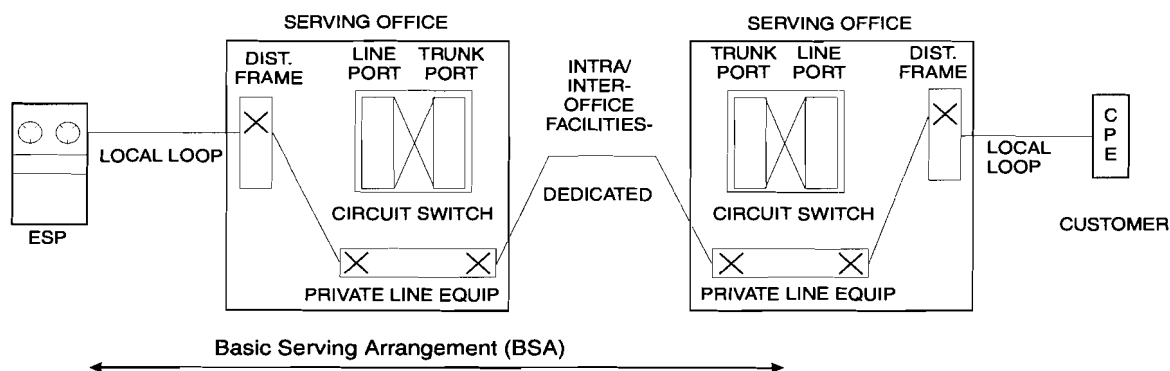 SERVING OFFICE
DIST.
FRAME
LINE
PORT
TRUNK
PORT
LOCAL LOOP
ESP
CIRCUIT SWITCH
PRIVATE LINE EQUIP
INTRA/
INTER-
OFFICE
FACILITIES-
DEDICATED
SERVING OFFICE
TRUNK
PORT
LINE
PORT
DIST.
FRAME
CIRCUIT SWITCH
PRIVATE LINE EQUIP
LOCAL
LOOP
C
P
E
CUSTOMER
Basic Serving Arrangement (BSA)